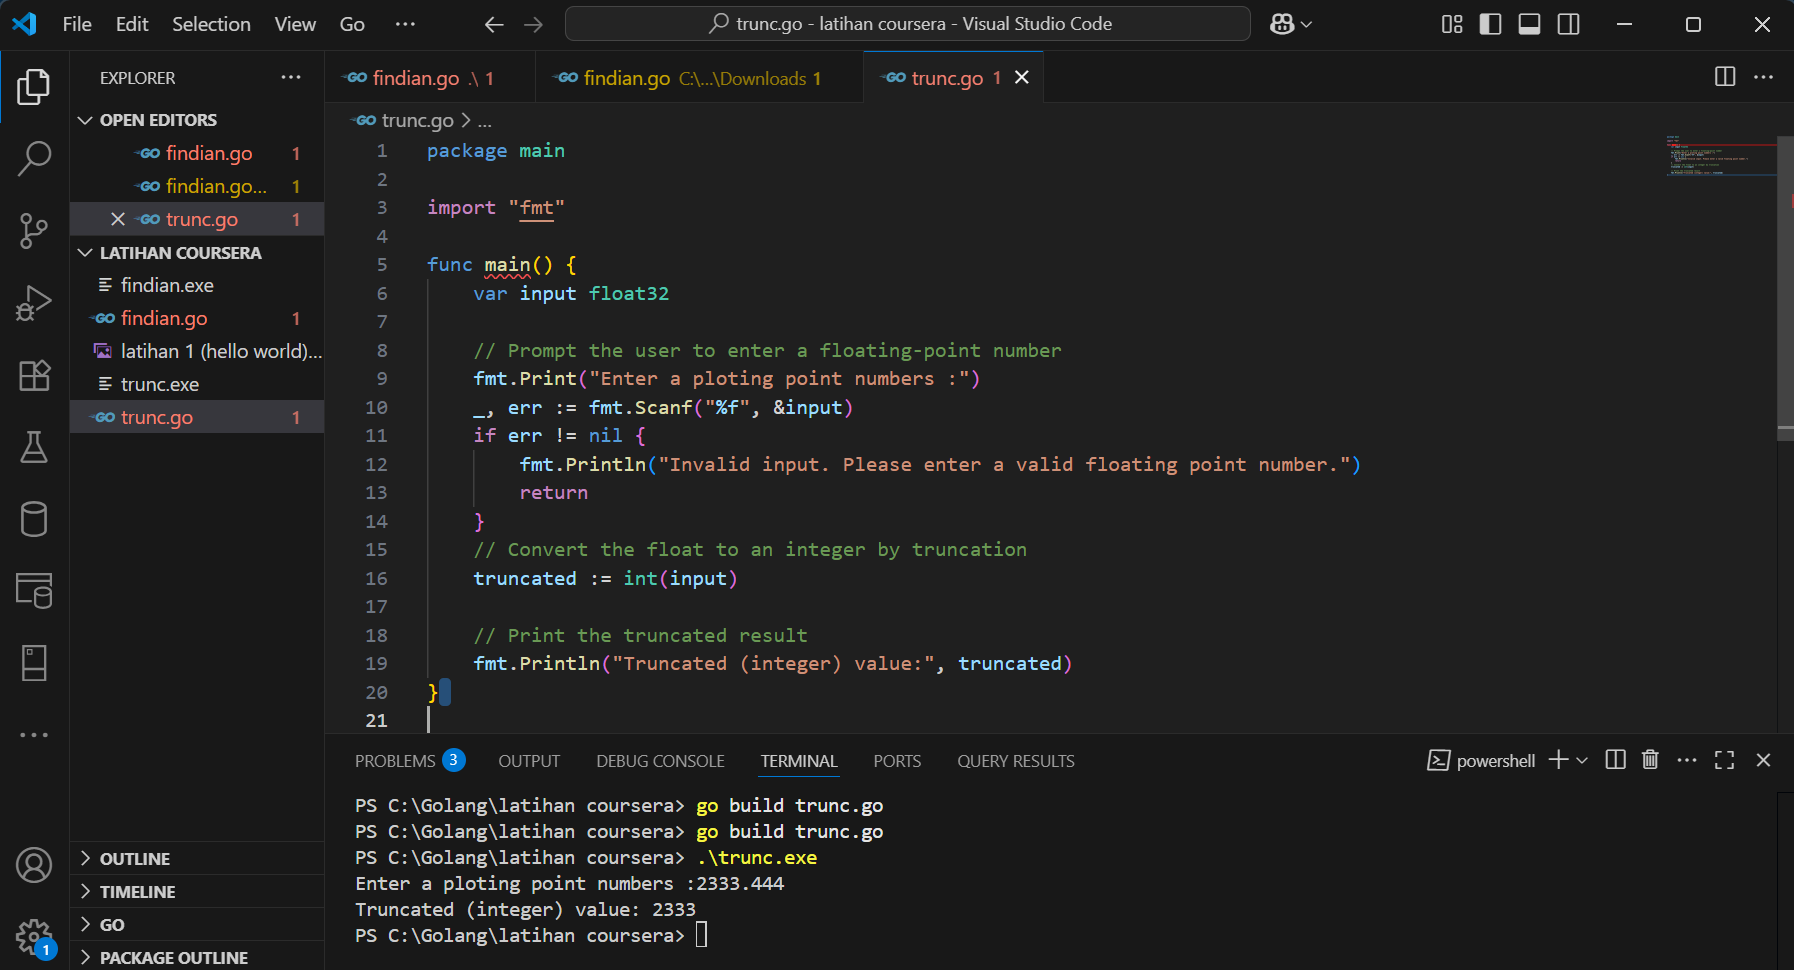 File Edit Selection View Go ··· trunc.go - latihan coursera - Visual Studio Code
EXPLORER ···
OPEN EDITORS
findian.go 1
findian.go... 1
trunc.go 1
LATIHAN COURSERA
findian.exe
findian.go 1
latihan 1 (hello world)...
trunc.exe
trunc.go 1
OUTLINE
TIMELINE
GO
PACKAGE OUTLINE
1
findian.go .\ 1 findian.go C:\...\Downloads 1 trunc.go 1
trunc.go > ...
1 package main
2
3 import "fmt"
4
5 func main() {
6 var input float32
7
8 // Prompt the user to enter a floating-point number
9 fmt.Print("Enter a ploting point numbers :")
10 _, err := fmt.Scanf("%f", &input)
11 if err != nil {
12 fmt.Println("Invalid input. Please enter a valid floating point number.")
13 return
14 }
15 // Convert the float to an integer by truncation
16 truncated := int(input)
17
18 // Print the truncated result
19 fmt.Println("Truncated (integer) value:", truncated)
20 }
21
PROBLEMS 3 OUTPUT DEBUG CONSOLE TERMINAL PORTS QUERY RESULTS powershell
PS C:\Golang\latihan coursera> go build trunc.go
PS C:\Golang\latihan coursera> go build trunc.go
PS C:\Golang\latihan coursera> .\trunc.exe
Enter a ploting point numbers :2333.444
Truncated (integer) value: 2333
PS C:\Golang\latihan coursera>